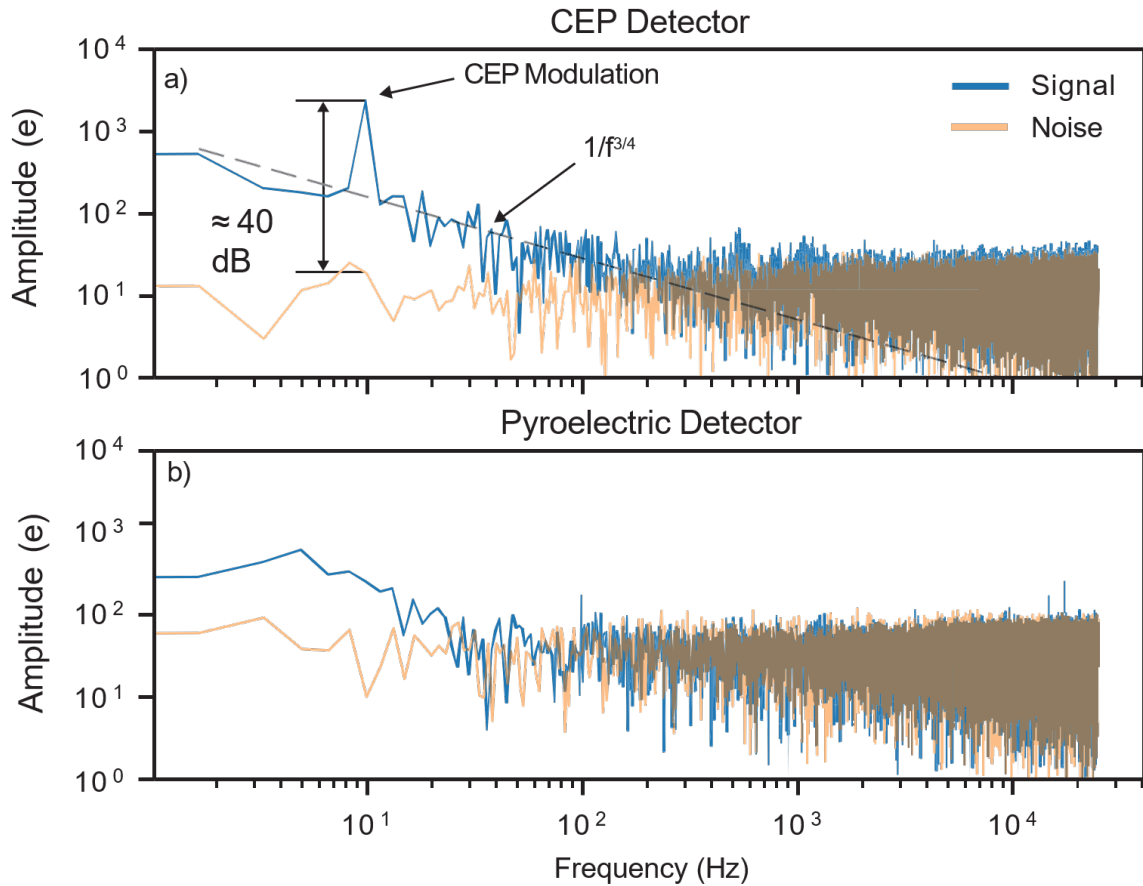 CEP Detector
a)
CEP Modulation
Signal
Noise
1/f^3/4
≈ 40
dB
Amplitude (e)
10^4
10^3
10^2
10^1
10^0
Pyroelectric Detector
b)
Amplitude (e)
10^4
10^3
10^2
10^1
10^0
10^1
10^2
10^3
10^4
Frequency (Hz)